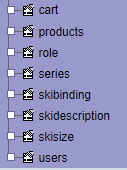 cart
products
role
series
skibinding
skidescription
skisize
users